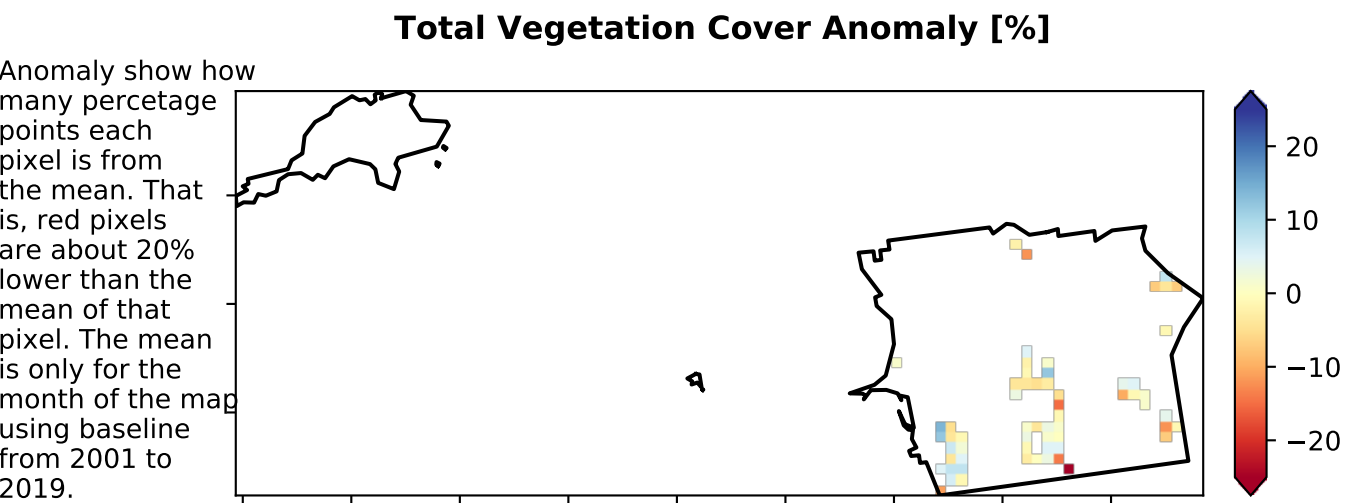 Total Vegetation Cover Anomaly [%]
Anomaly show how
many percetage
points each
pixel is from
the mean. That
is, red pixels
are about 20%
lower than the
mean of that
pixel. The mean
is only for the
month of the map
using baseline
from 2001 to
2019.
20
10
0
−10
−20